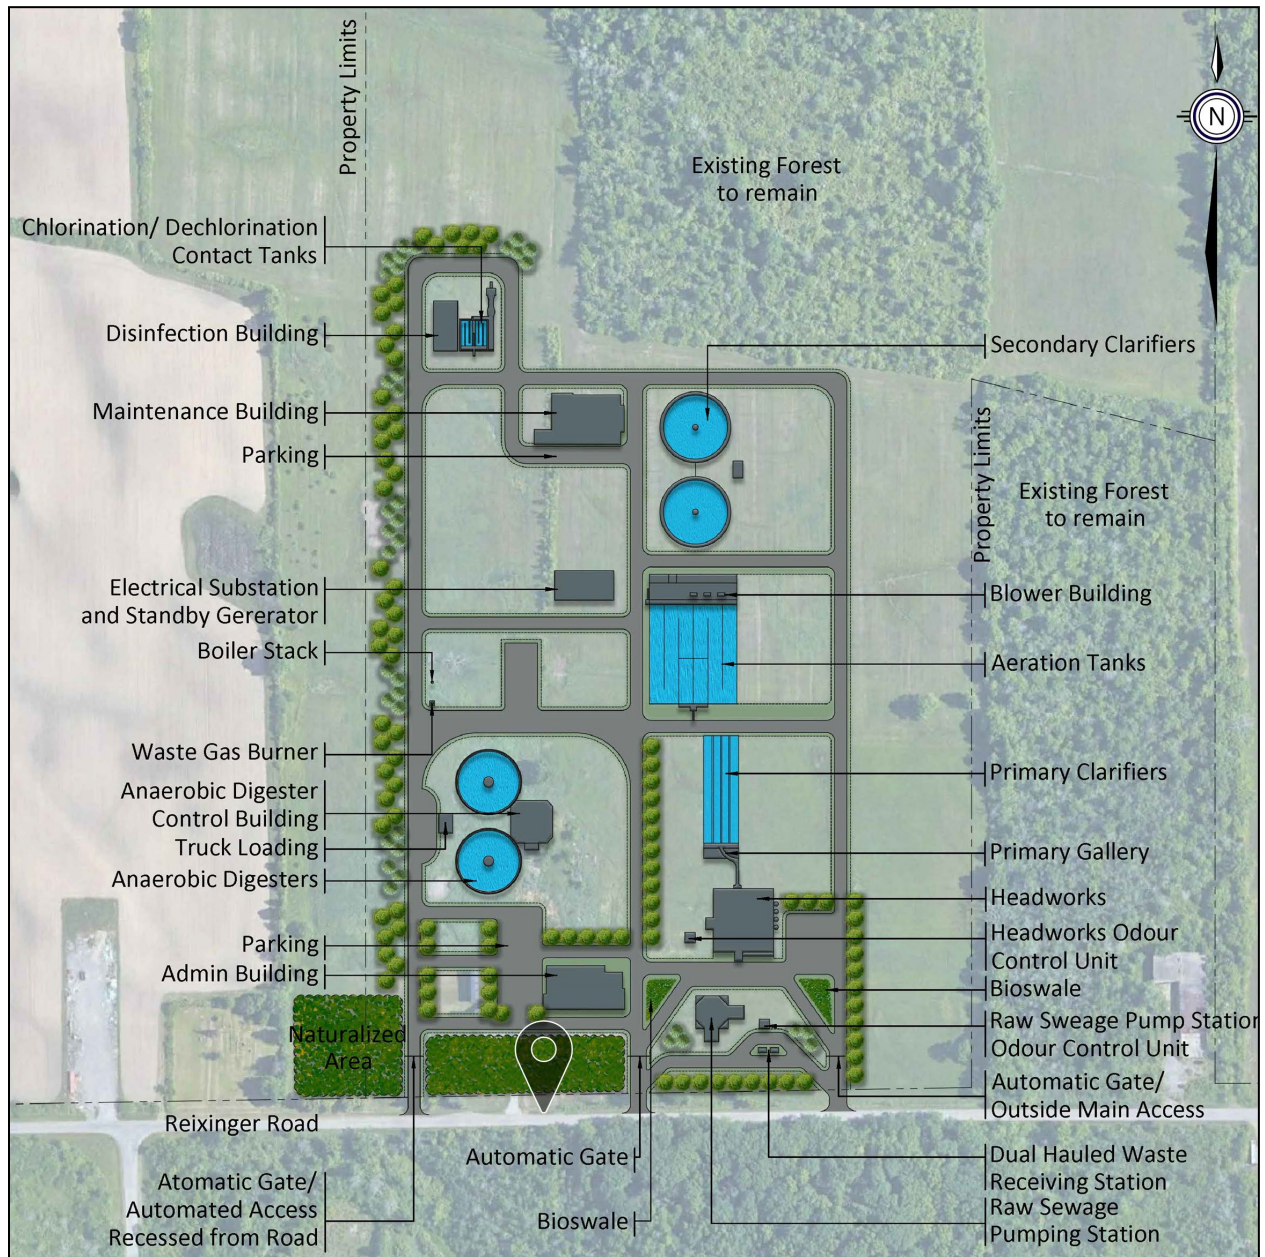 Property Limits
N
Existing Forest
to remain
Chlorination/ Dechlorination
Contact Tanks
Disinfection Building
Secondary Clarifiers
Maintenance Building
Parking
Property Limits
Existing Forest
to remain
Electrical Substation
and Standby Gererator
Blower Building
Boiler Stack
Aeration Tanks
Waste Gas Burner
Primary Clarifiers
Anaerobic Digester
Control Building
Truck Loading
Primary Gallery
Anaerobic Digesters
Headworks
Headworks Odour
Control Unit
Parking
Admin Building
Bioswale
Naturalized
Area
Raw Sweage Pump Station
Odour Control Unit
Automatic Gate/
Outside Main Access
Reixinger Road
Automatic Gate
Dual Hauled Waste
Receiving Station
Atomatic Gate/
Automated Access
Recessed from Road
Bioswale
Raw Sewage
Pumping Station